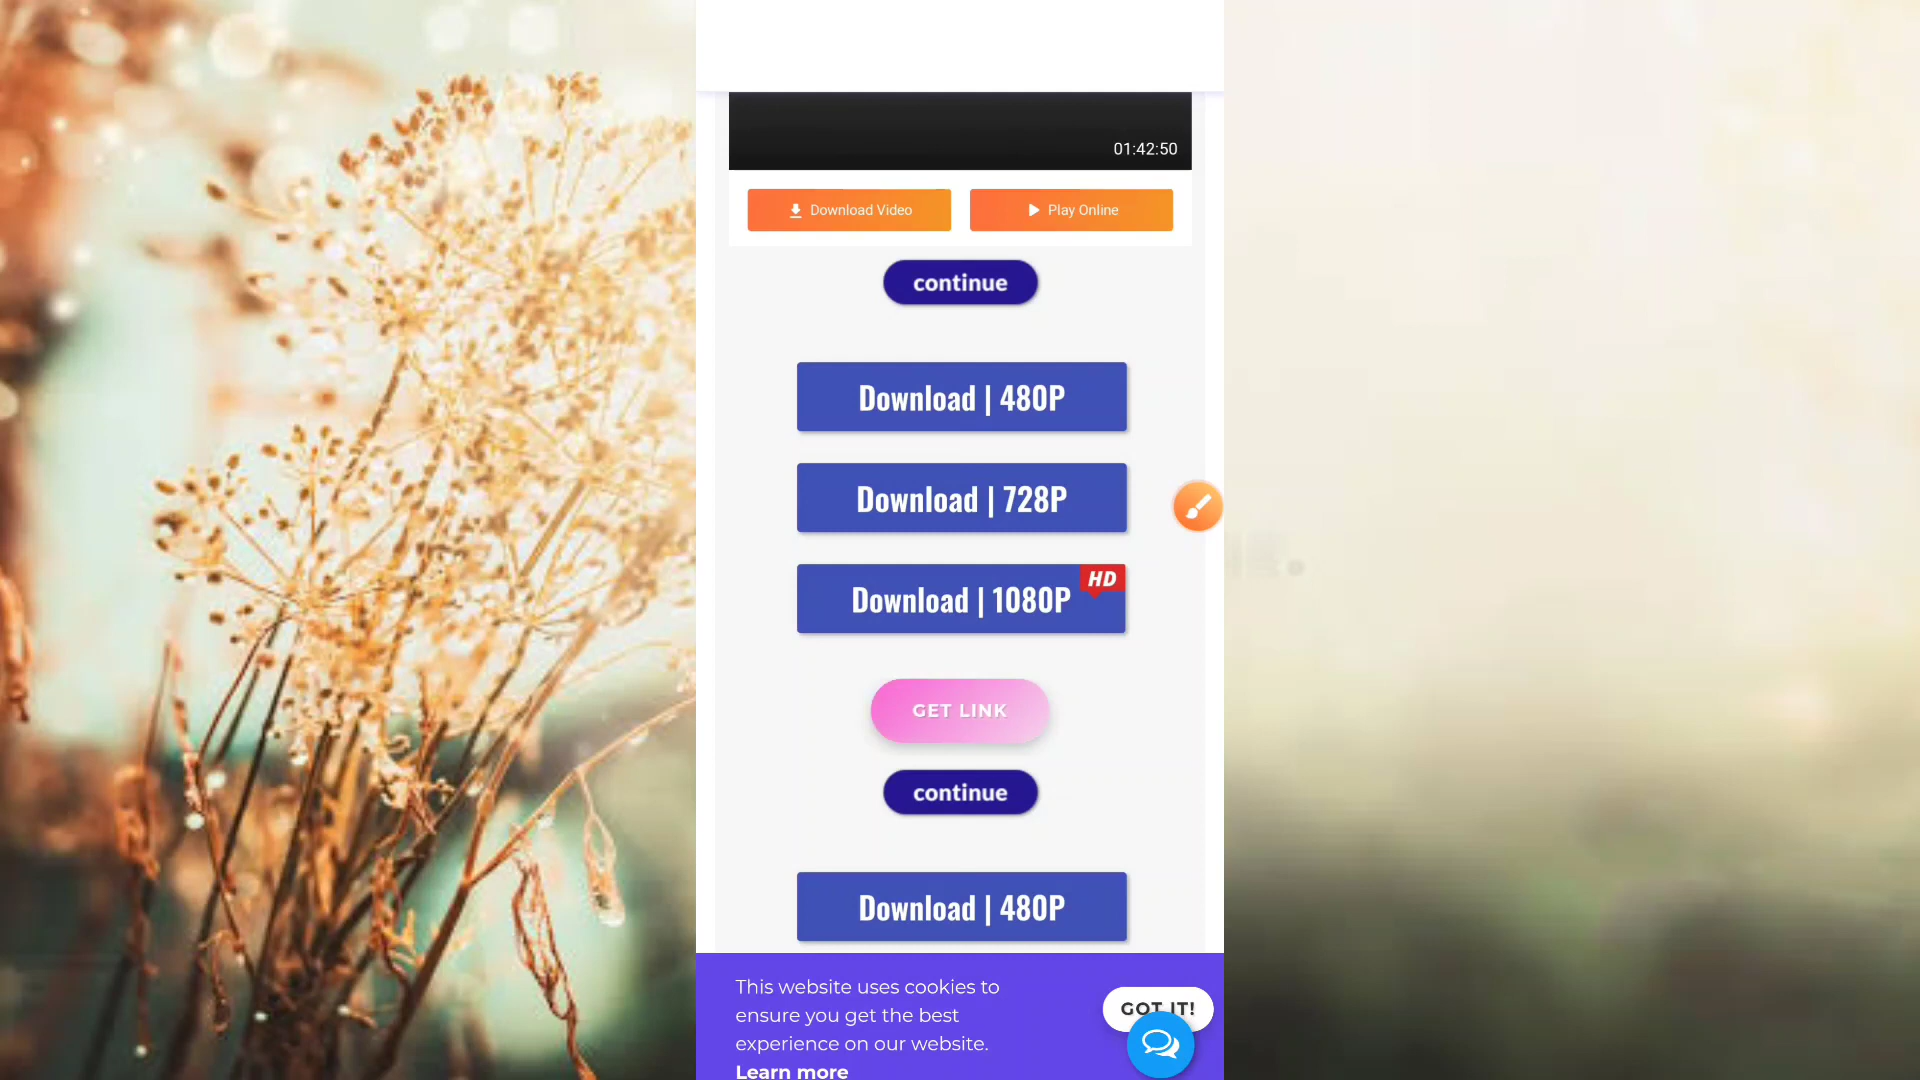 01:42:50
Download Video
Play Online
continue
Download | 480P
Download | 728P
HD
Download | 1080P
GET LINK
continue
Download | 480P
This website uses cookies to
ensure you get the best
experience on our website.
Learn more
GOT IT!